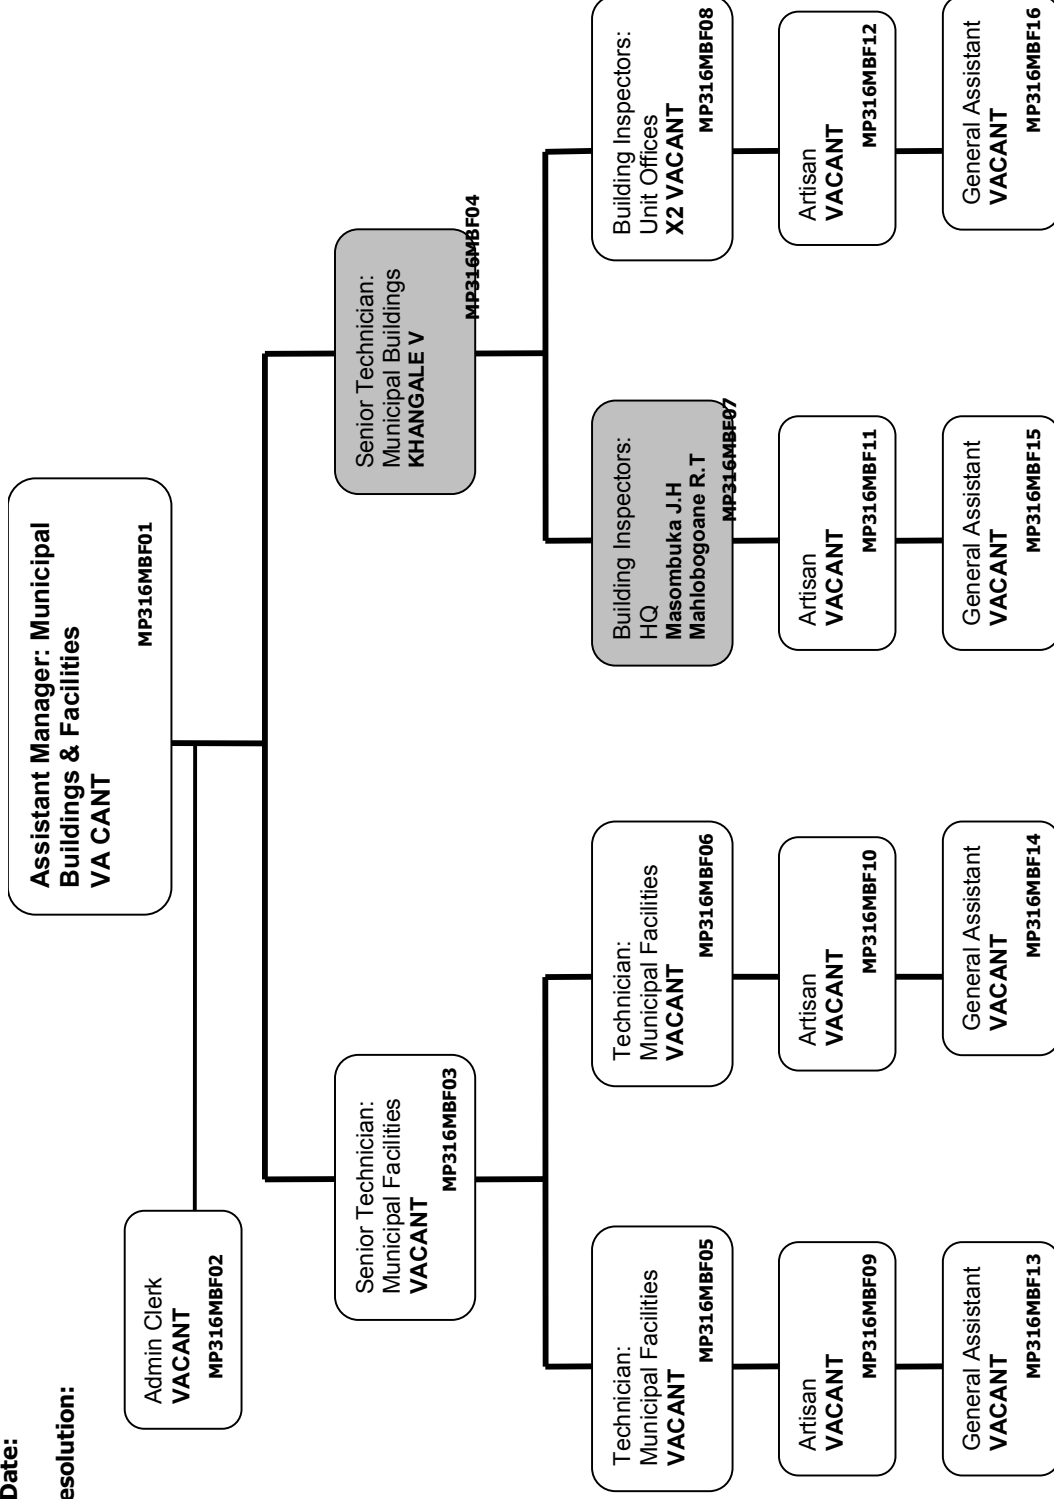 Date:
esolution:
Assistant Manager: Municipal
Buildings & Facilities
VA CANT
MP316MBF01
Admin Clerk
VACANT
MP316MBF02
Senior Technician:
Municipal Facilities
VACANT
MP316MBF03
Senior Technician:
Municipal Buildings
KHANGALE V
MP316MBF04
Technician:
Municipal Facilities
VACANT
MP316MBF05
Technician:
Municipal Facilities
VACANT
MP316MBF06
Building Inspectors:
HQ
Masombuka J.H
Mahlobogoane R.T
MP316MBF07
Building Inspectors:
Unit Offices
X2 VACANT
MP316MBF08
Artisan
VACANT
MP316MBF09
Artisan
VACANT
MP316MBF10
Artisan
VACANT
MP316MBF11
Artisan
VACANT
MP316MBF12
General Assistant
VACANT
MP316MBF13
General Assistant
VACANT
MP316MBF14
General Assistant
VACANT
MP316MBF15
General Assistant
VACANT
MP316MBF16